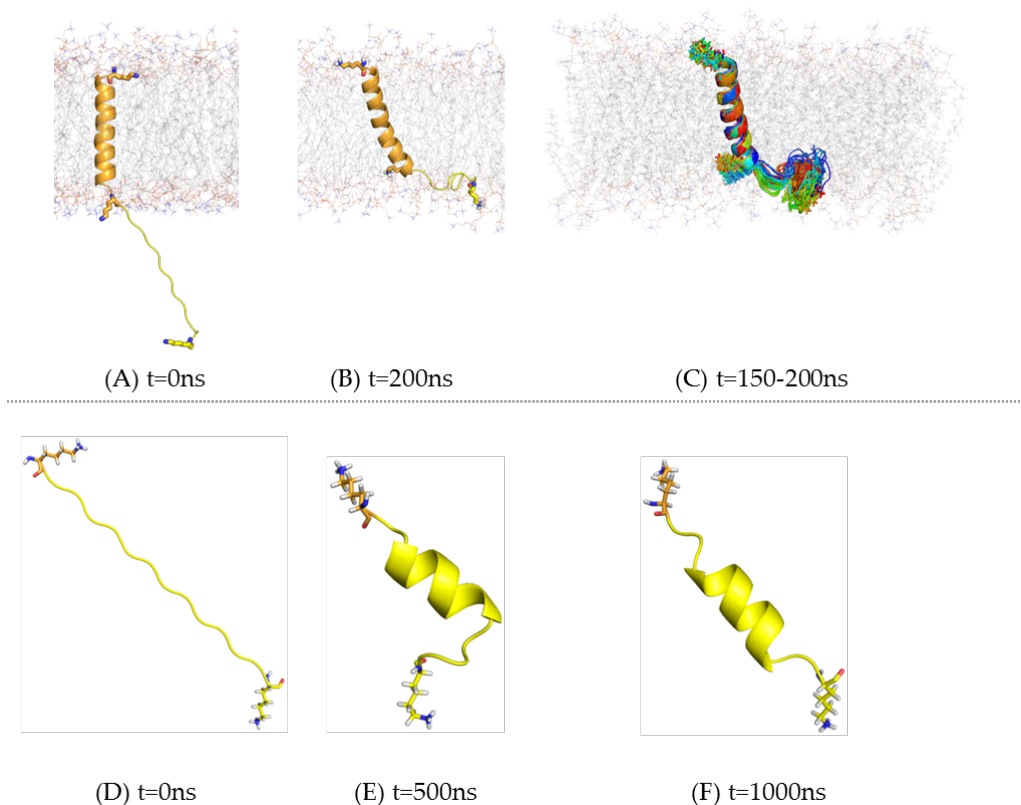 (A) t=0ns
(B) t=200ns
(C) t=150-200ns
(D) t=0ns
(E) t=500ns
(F) t=1000ns